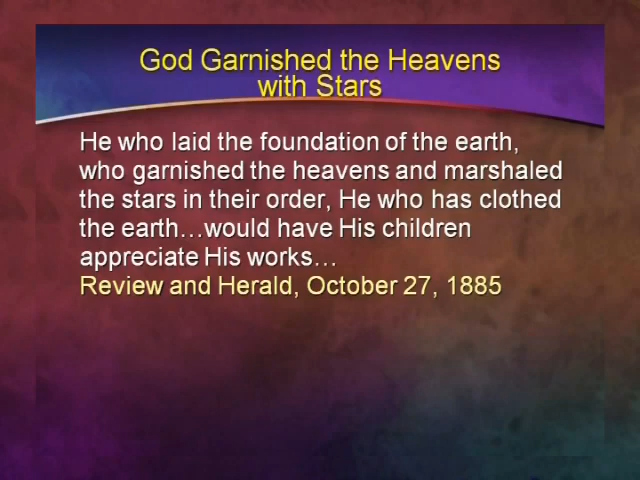 God Garnished the Heavens
with Stars
He who laid the foundation of the earth,
who garnished the heavens and marshaled
the stars in their order, He who has clothed
the earth…would have His children
appreciate His works…
Review and Herald, October 27, 1885